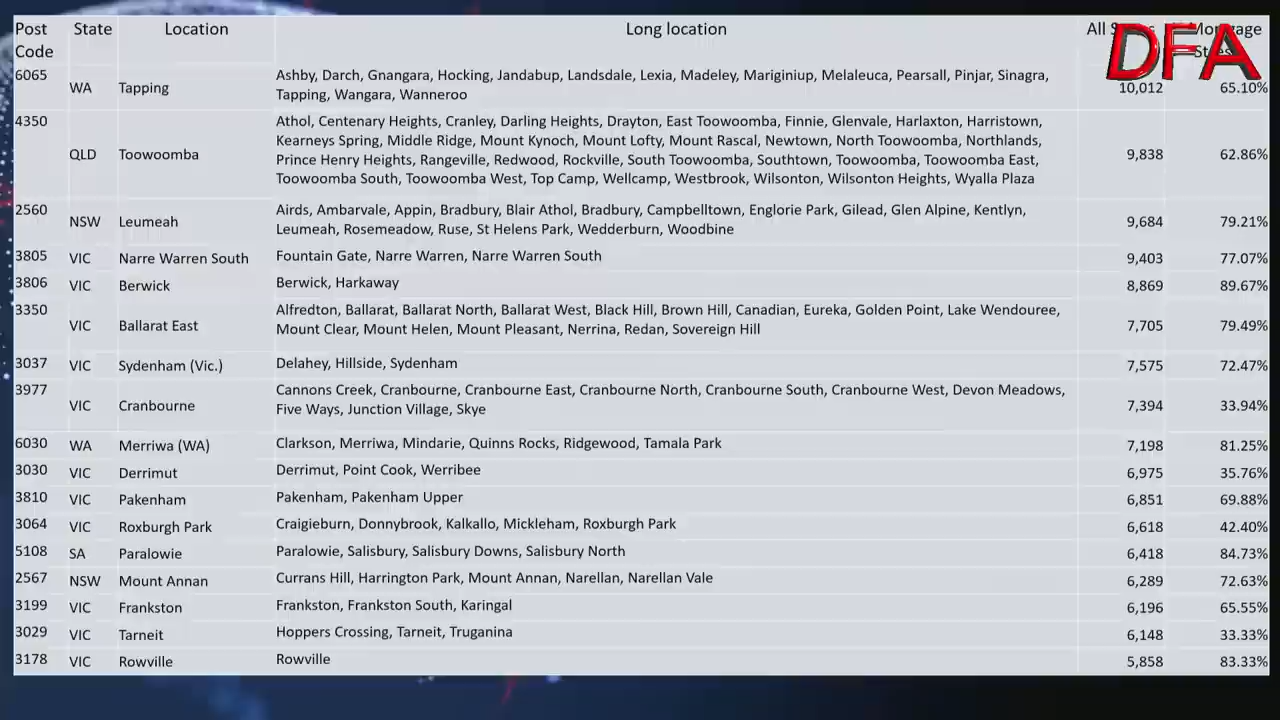 Post Code State Location Long location All Mortgage
DFA
6065 WA Tapping Ashby, Darch, Gnangara, Hocking, Jandabup, Landsdale, Lexia, Madeley, Mariginiup, Melaleuca, Pearsall, Pinjar, Sinagra,
Tapping, Wangara, Wanneroo 10,012 65.10%
4350 QLD Toowoomba Athol, Centenary Heights, Cranley, Darling Heights, Drayton, East Toowoomba, Finnie, Glenvale, Harlaxton, Harristown,
Kearneys Spring, Middle Ridge, Mount Kynoch, Mount Lofty, Mount Rascal, Newtown, North Toowoomba, Northlands,
Prince Henry Heights, Rangeville, Redwood, Rockville, South Toowoomba, Southtown, Toowoomba, Toowoomba East,
Toowoomba South, Toowoomba West, Top Camp, Wellcamp, Westbrook, Wilsonton, Wilsonton Heights, Wyalla Plaza 9,838 62.86%
2560 NSW Leumeah Airds, Ambarvale, Appin, Bradbury, Blair Athol, Bradbury, Campbelltown, Englorie Park, Gilead, Glen Alpine, Kentlyn,
Leumeah, Rosemeadow, Ruse, St Helens Park, Wedderburn, Woodbine 9,684 79.21%
3805 VIC Narre Warren South Fountain Gate, Narre Warren, Narre Warren South 9,403 77.07%
3806 VIC Berwick Berwick, Harkaway 8,869 89.67%
3350 VIC Ballarat East Alfredton, Ballarat, Ballarat North, Ballarat West, Black Hill, Brown Hill, Canadian, Eureka, Golden Point, Lake Wendouree,
Mount Clear, Mount Helen, Mount Pleasant, Nerrina, Redan, Sovereign Hill 7,705 79.49%
3037 VIC Sydenham (Vic.) Delahey, Hillside, Sydenham 7,575 72.47%
3977 VIC Cranbourne Cannons Creek, Cranbourne, Cranbourne East, Cranbourne North, Cranbourne South, Cranbourne West, Devon Meadows,
Five Ways, Junction Village, Skye 7,394 33.94%
6030 WA Merriwa (WA) Clarkson, Merriwa, Mindarie, Quinns Rocks, Ridgewood, Tamala Park 7,198 81.25%
3030 VIC Derrimut Derrimut, Point Cook, Werribee 6,975 35.76%
3810 VIC Pakenham Pakenham, Pakenham Upper 6,851 69.88%
3064 VIC Roxburgh Park Craigieburn, Donnybrook, Kalkallo, Mickleham, Roxburgh Park 6,618 42.40%
5108 SA Paralowie Paralowie, Salisbury, Salisbury Downs, Salisbury North 6,418 84.73%
2567 NSW Mount Annan Currans Hill, Harrington Park, Mount Annan, Narellan, Narellan Vale 6,289 72.63%
3199 VIC Frankston Frankston, Frankston South, Karingal 6,196 65.55%
3029 VIC Tarneit Hoppers Crossing, Tarneit, Truganina 6,148 33.33%
3178 VIC Rowville Rowville 5,858 83.33%